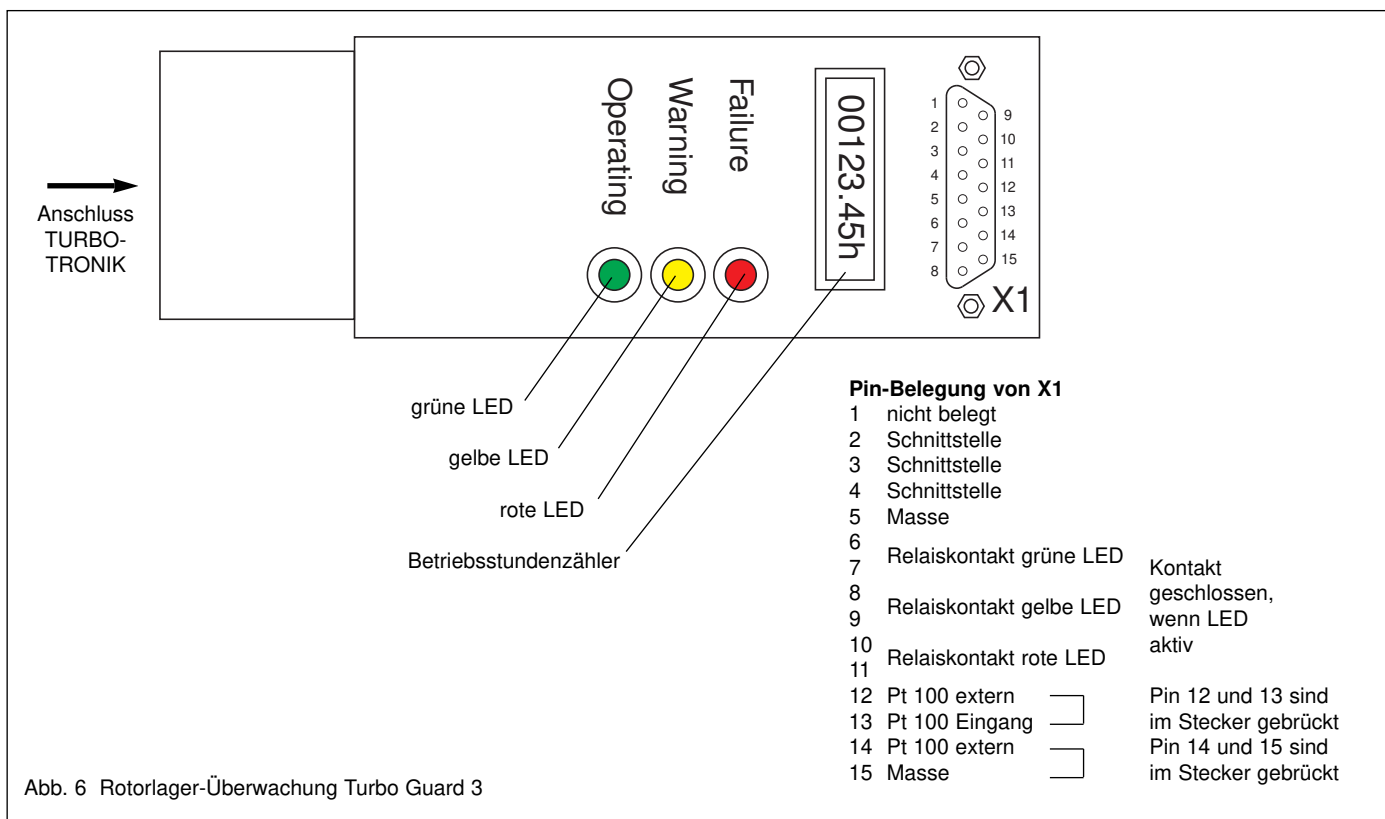 Operating
Warning
Failure
00123.45h
1
2
3
4
5
6
7
8
9
10
11
12
13
14
15
X1
Anschluss
TURBO-
TRONIK
grüne LED
gelbe LED
rote LED
Betriebsstundenzähler
Pin-Belegung von X1
1 nicht belegt
2 Schnittstelle
3 Schnittstelle
4 Schnittstelle
5 Masse
6
7 Relaiskontakt grüne LED
8
9 Relaiskontakt gelbe LED
10
11 Relaiskontakt rote LED
Kontakt
geschlossen,
wenn LED
aktiv
12 Pt 100 extern
13 Pt 100 Eingang
Pin 12 und 13 sind
im Stecker gebrückt
14 Pt 100 extern
15 Masse
Pin 14 und 15 sind
im Stecker gebrückt
Abb. 6 Rotorlager-Überwachung Turbo Guard 3